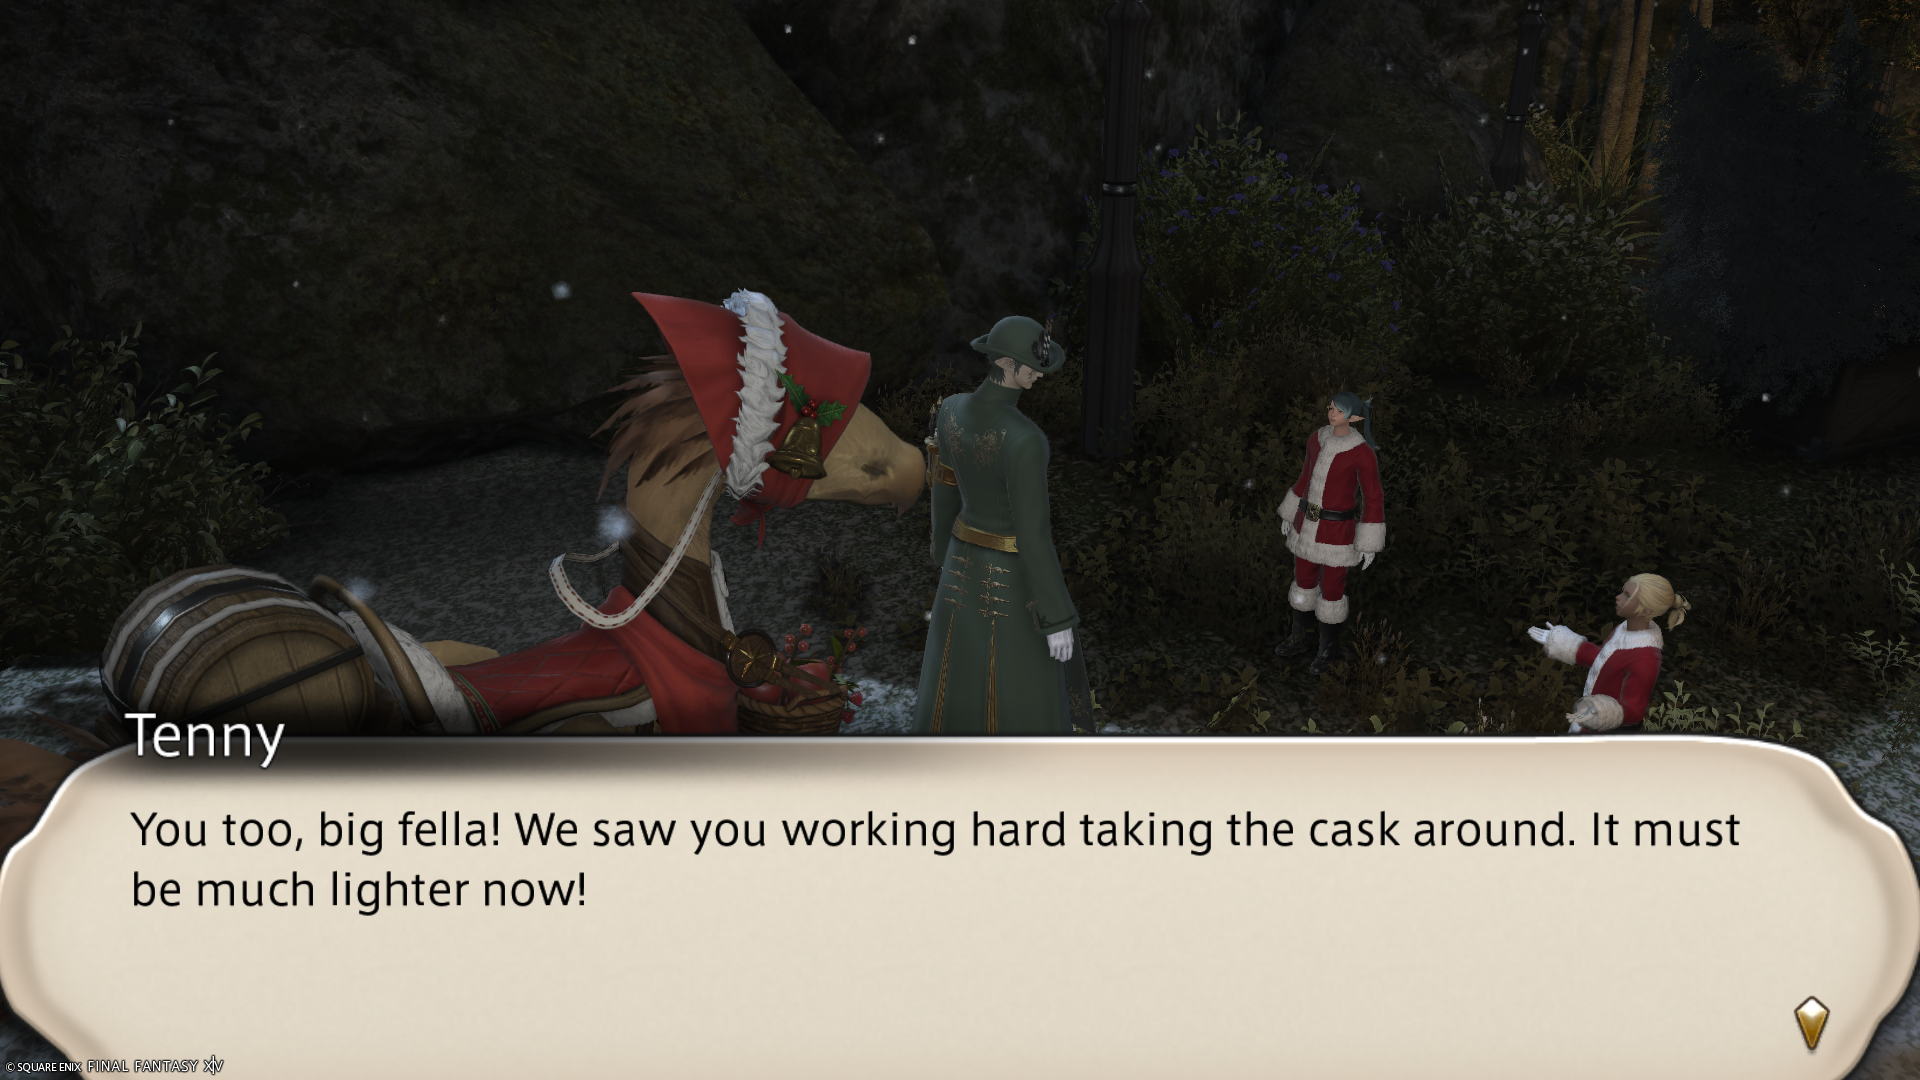 Tenny
You too, big fella! We saw you working hard taking the cask around. It must
be much lighter now!
© SQUARE ENIX FINAL FANTASY XIV